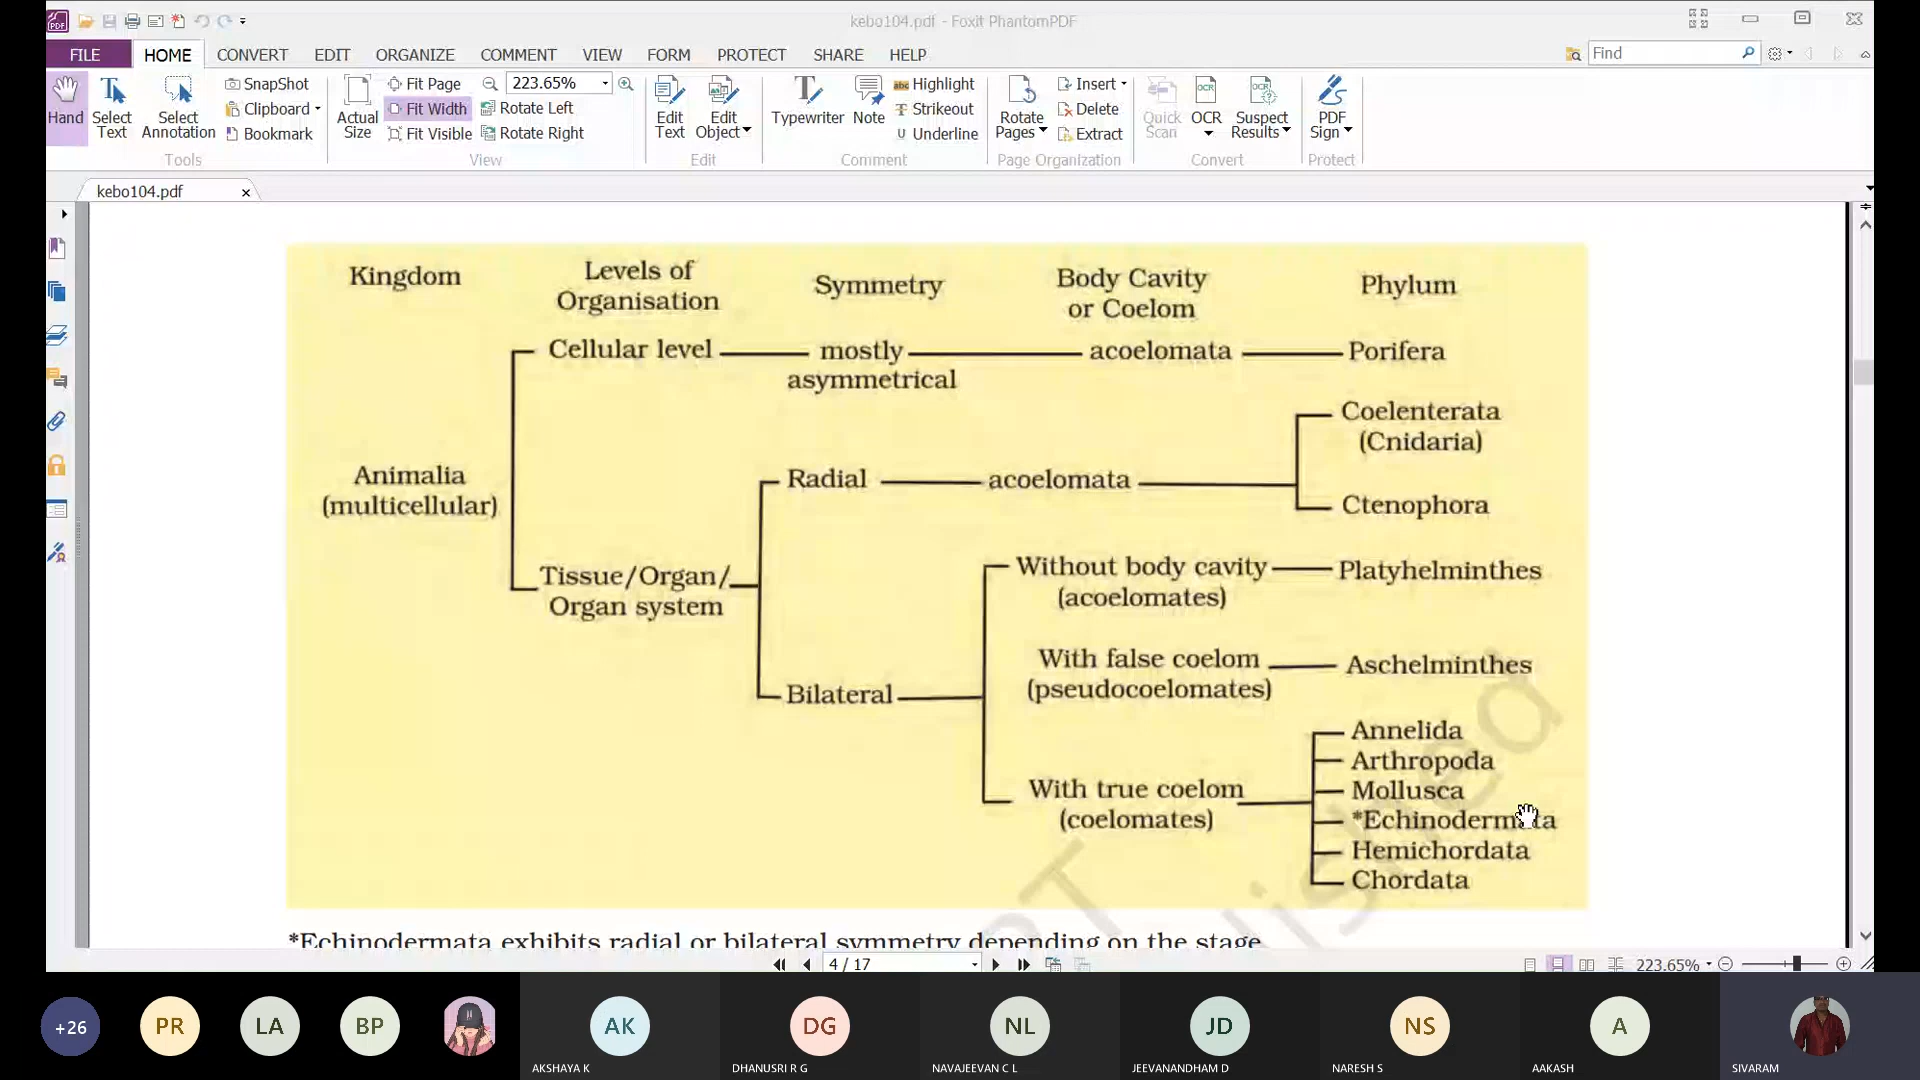 kebo104.pdf - Foxit PhantomPDF
FILE HOME CONVERT EDIT ORGANIZE COMMENT VIEW FORM PROTECT SHARE HELP Find
Hand
Select
Text
Select
Annotation
SnapShot
Clipboard
Bookmark
Tools
Actual
Size
Fit Page
Fit Width
Fit Visible
223.65%
Rotate Left
Rotate Right
View
Edit
Text
Edit
Object
Edit
Typewriter
Note
Highlight
Strikeout
Underline
Comment
Rotate
Pages
Insert
Delete
Extract
Page Organization
Quick
Scan
OCR
Suspect
Results
Convert
PDF
Sign
Protect
kebo104.pdf
Kingdom
Levels of
Organisation
Symmetry
Body Cavity
or Coelom
Phylum
Cellular level
mostly
asymmetrical
acoelomata
Porifera
Animalia
(multicellular)
Radial
acoelomata
Coelenterata
(Cnidaria)
Ctenophora
Tissue/Organ/
Organ system
Without body cavity
(acoelomates)
Platyhelminthes
Bilateral
With false coelom
(pseudocoelomates)
Aschelminthes
With true coelom
(coelomates)
Annelida
Arthropoda
Mollusca
*Echinodermata
Hemichordata
Chordata
*Echinodermata exhibits radial or bilateral symmetry depending on the stage
4 / 17
223.65%
+26
PR
LA
BP
AK
DG
NL
JD
NS
A
AKSHAYA K
DHANUSRI R G
NAVAJEEVAN C L
JEEVANANDHAM D
NARESH S
AAKASH
SIVARAM